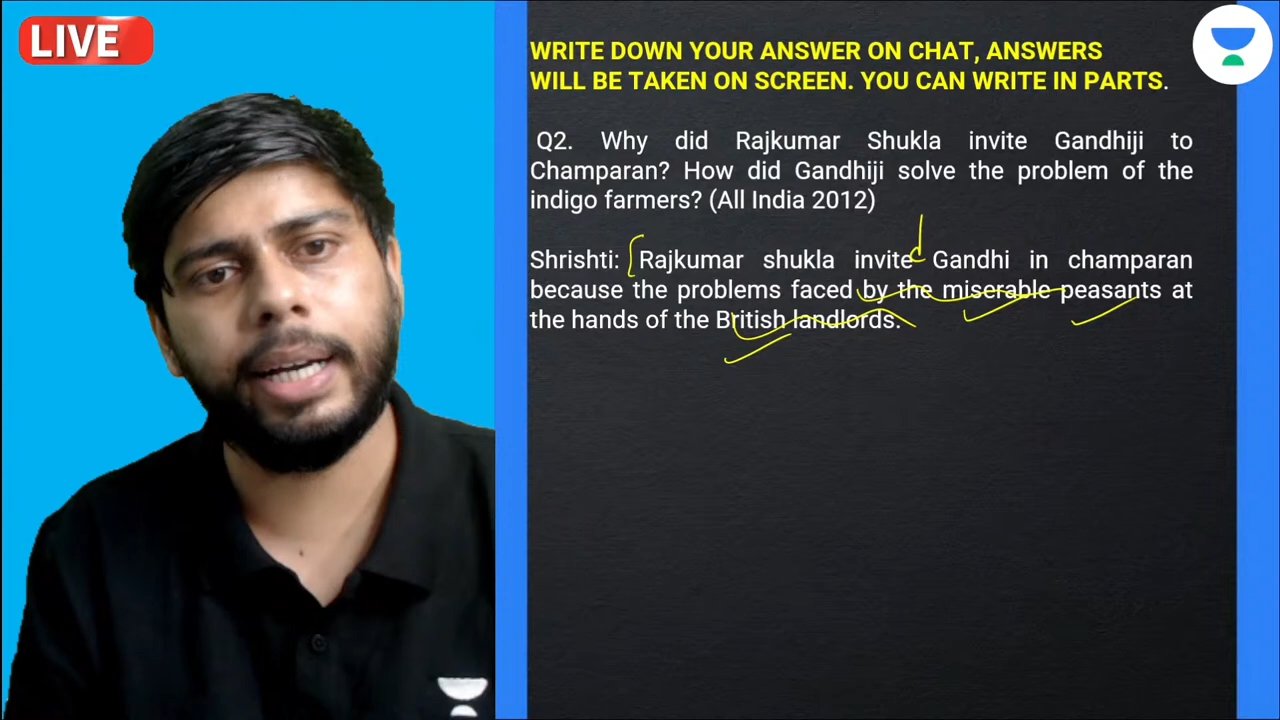 LIVE
WRITE DOWN YOUR ANSWER ON CHAT, ANSWERS
WILL BE TAKEN ON SCREEN. YOU CAN WRITE IN PARTS.
Q2. Why did Rajkumar Shukla invite Gandhiji to
Champaran? How did Gandhiji solve the problem of the
indigo farmers? (All India 2012)
Shrishti: Rajkumar shukla invited Gandhi in champaran
because the problems faced by the miserable peasants at
the hands of the British landlords.